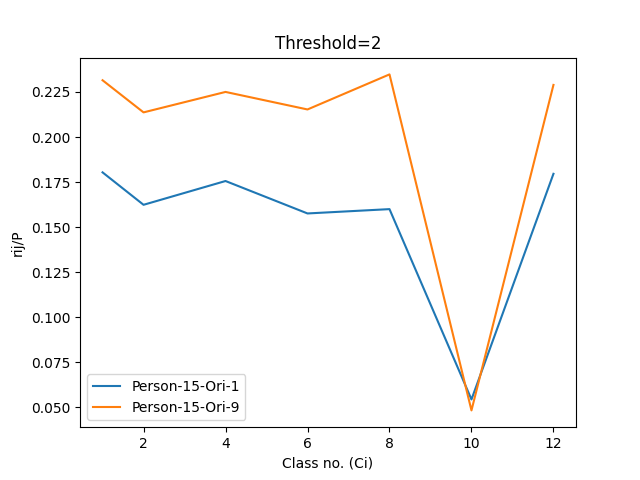 Threshold=2
rij/P
0.225
0.200
0.175
0.150
0.125
0.100
0.075
0.050
Person-15-Ori-1
Person-15-Ori-9
2 4 6 8 10 12
Class no. (Ci)